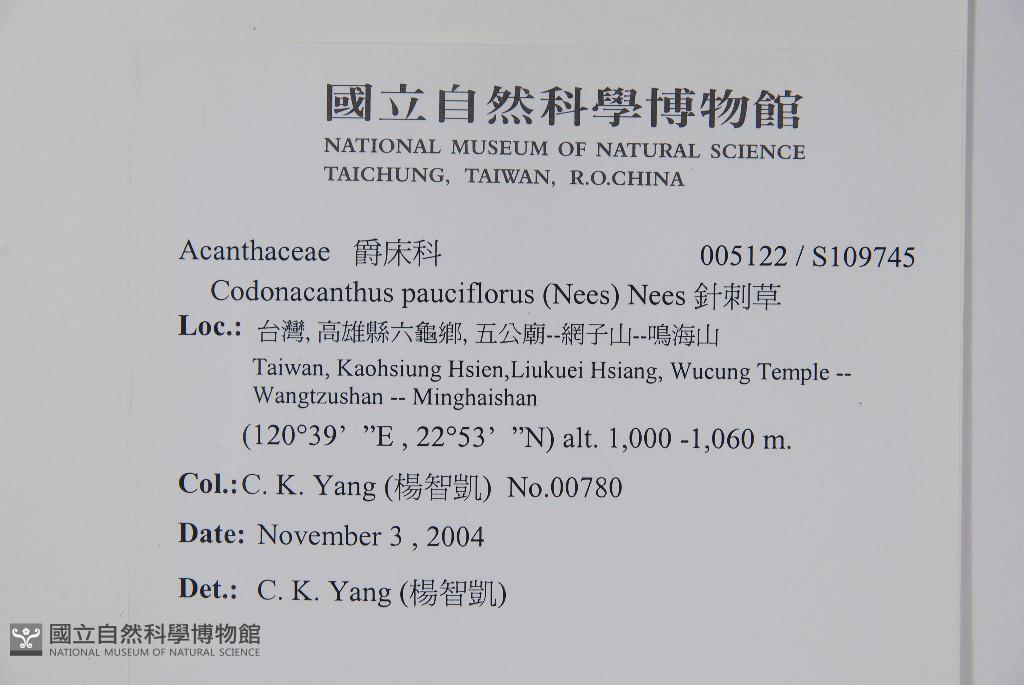 國立自然科學博物館
NATIONAL MUSEUM OF NATURAL SCIENCE
TAICHUNG, TAIWAN, R.O.CHINA
Acanthaceae 爵床科 005122 / S109745
Codonacanthus pauciflorus (Nees) Nees 針刺草
Loc.: 台灣, 高雄縣六龜鄉, 五公廟--網子山--鳴海山
Taiwan, Kaohsiung Hsien,Liukuei Hsiang, Wucung Temple --
Wangtzushan -- Minghaishan
(120°39’ ”E , 22°53’ ”N) alt. 1,000 -1,060 m.
Col.: C. K. Yang (楊智凱) No.00780
Date: November 3 , 2004
Det.: C. K. Yang (楊智凱)
國立自然科學博物館
NATIONAL MUSEUM OF NATURAL SCIENCE